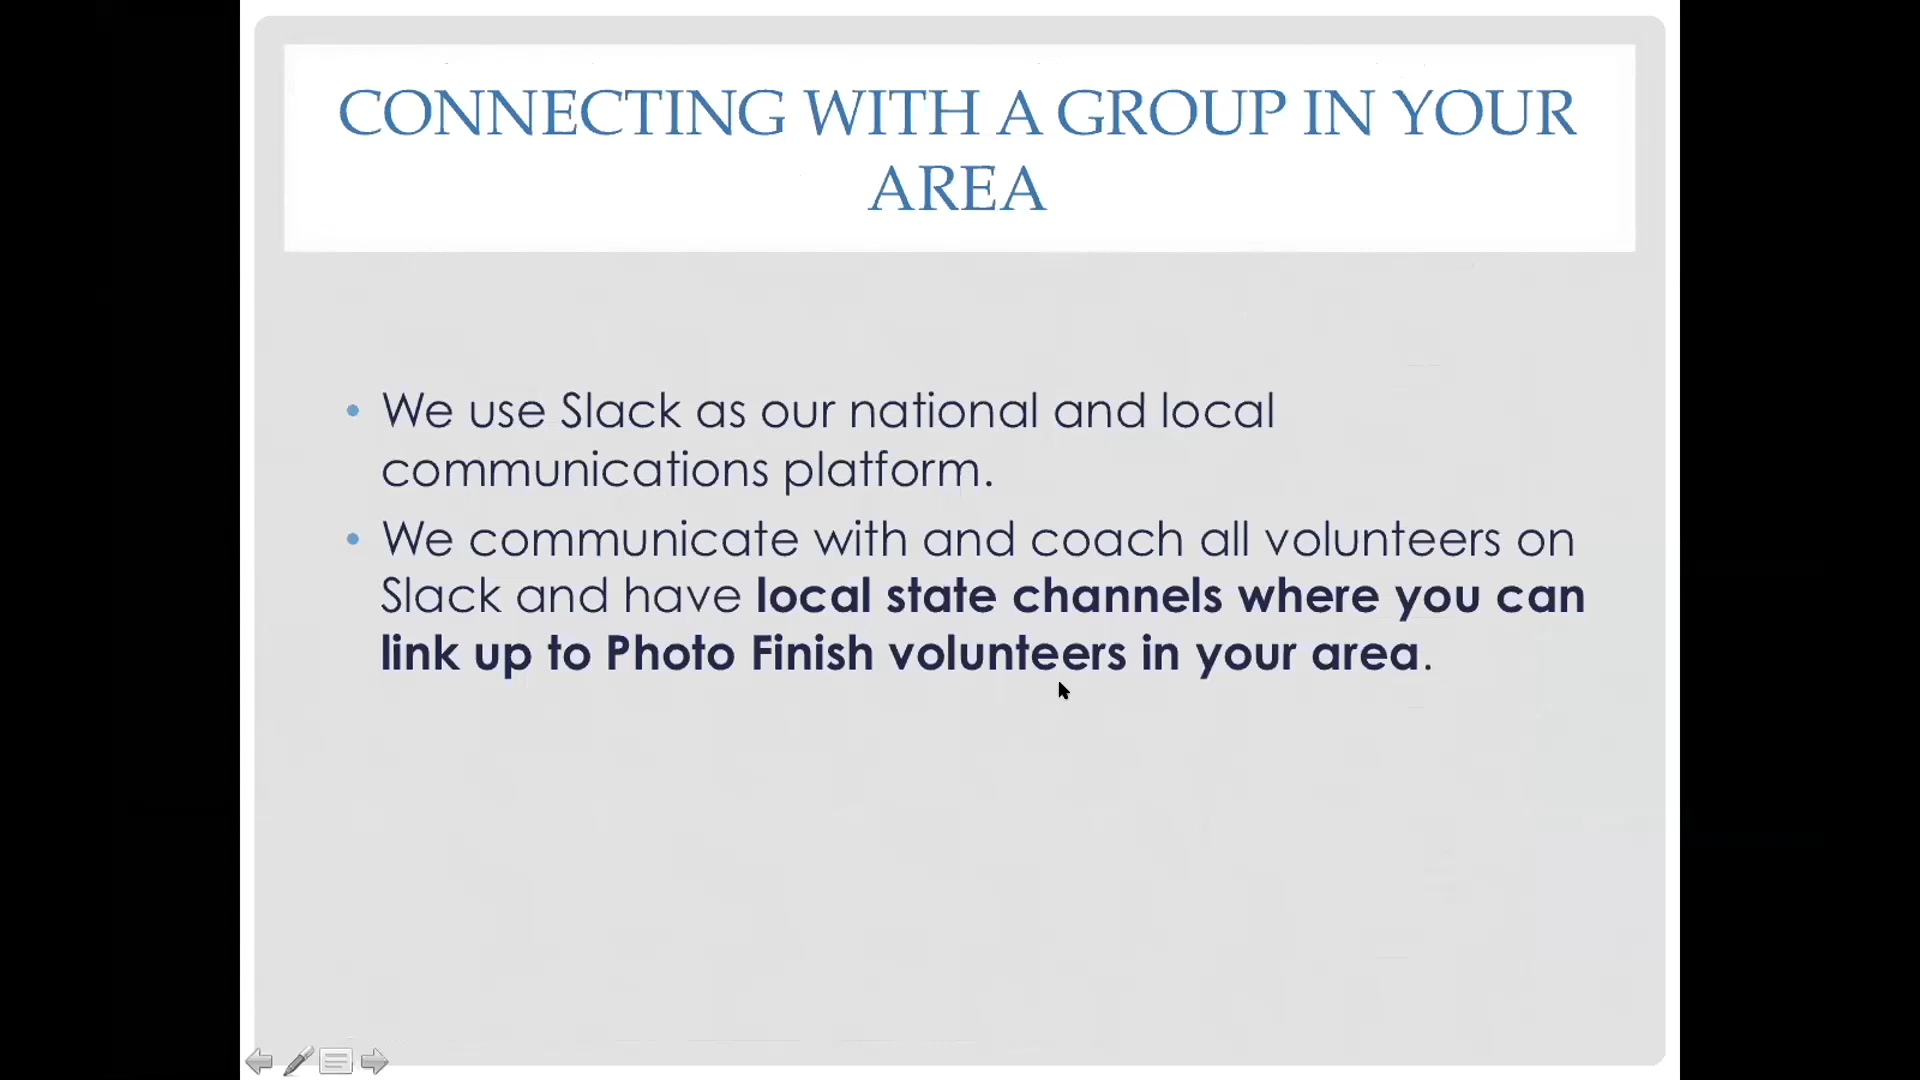 CONNECTING WITH A GROUP IN YOUR
AREA
• We use Slack as our national and local
communications platform.
• We communicate with and coach all volunteers on
Slack and have local state channels where you can
link up to Photo Finish volunteers in your area.